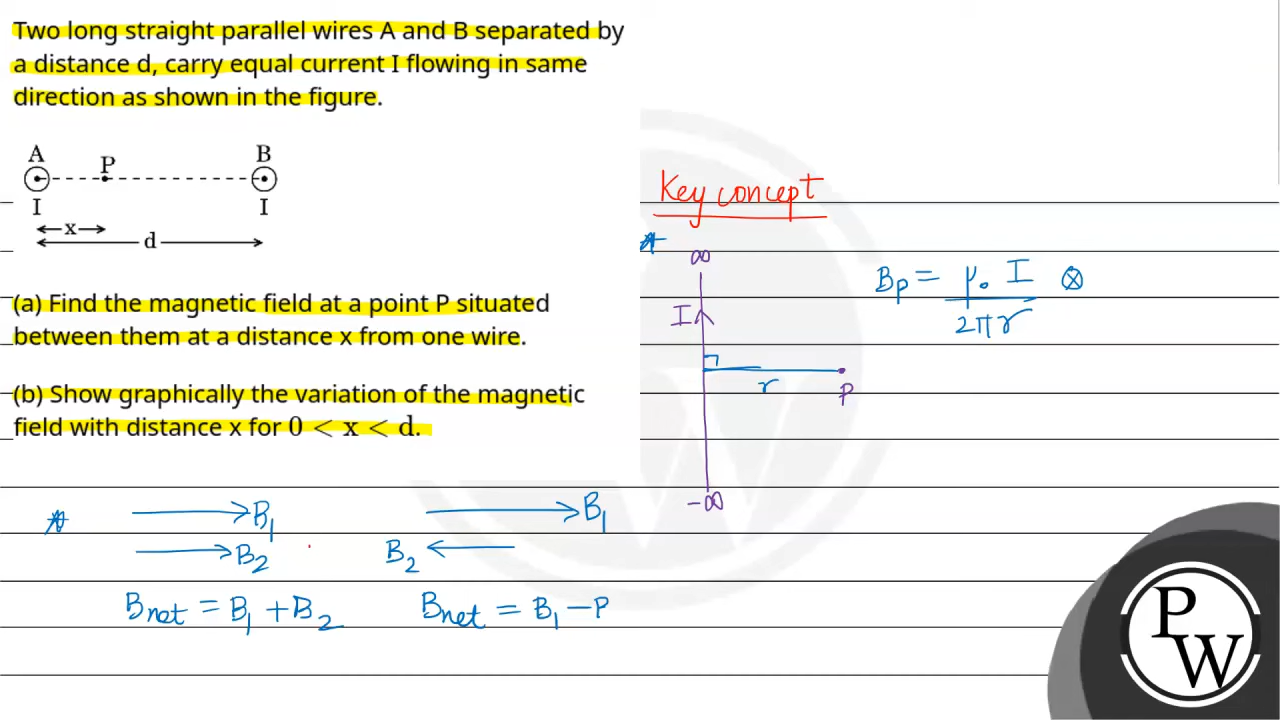 Two long straight parallel wires A and B separated by
a distance d, carry equal current I flowing in same
direction as shown in the figure.
A P B
I I
x
d
(a) Find the magnetic field at a point P situated
between them at a distance x from one wire.
(b) Show graphically the variation of the magnetic
field with distance x for 0 < x < d.
Key concept
∞
I
r
P
-∞
Bp = μ₀ I ⊗
2πr
B₁
B₂
Bnet = B₁ + B₂
B₁
B₂
Bnet = B₁ - P
P
W